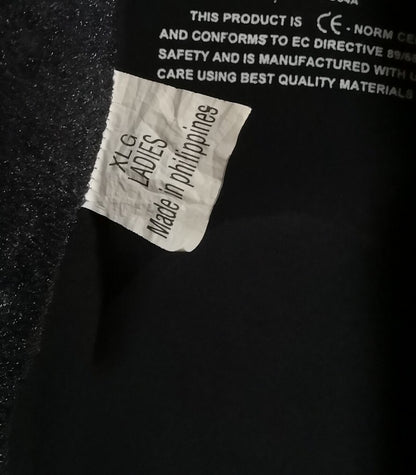 THIS PRODUCT IS CE - NORM
AND CONFORMS TO EC DIRECTIVE
SAFETY AND IS MANUFACTURED WITH
CARE USING BEST QUALITY MATERIALS
XLG
LADIES
Made in philippines